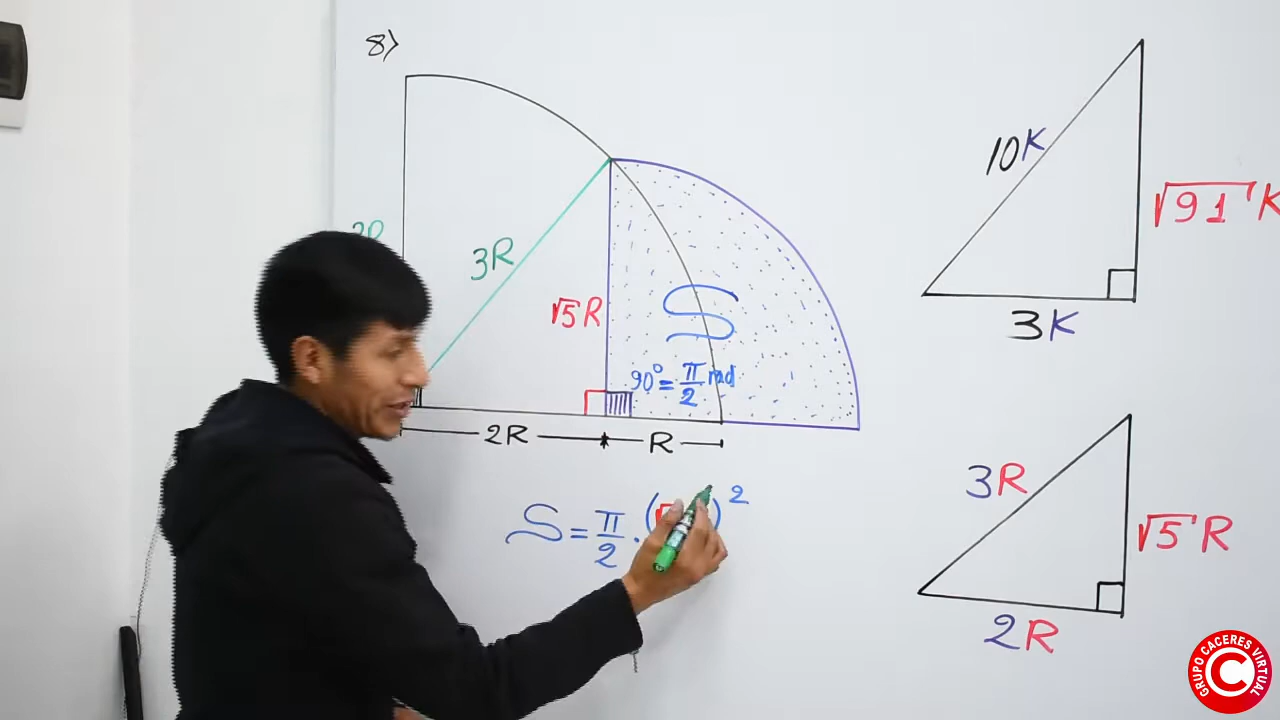 8)
3R
√5 R
S
90° = π/2 rad
2R
R
S = π/2 · ( )²
10K
√91 K
3K
3R
√5 R
2R
GRUPO CACERES VIRTUAL
C